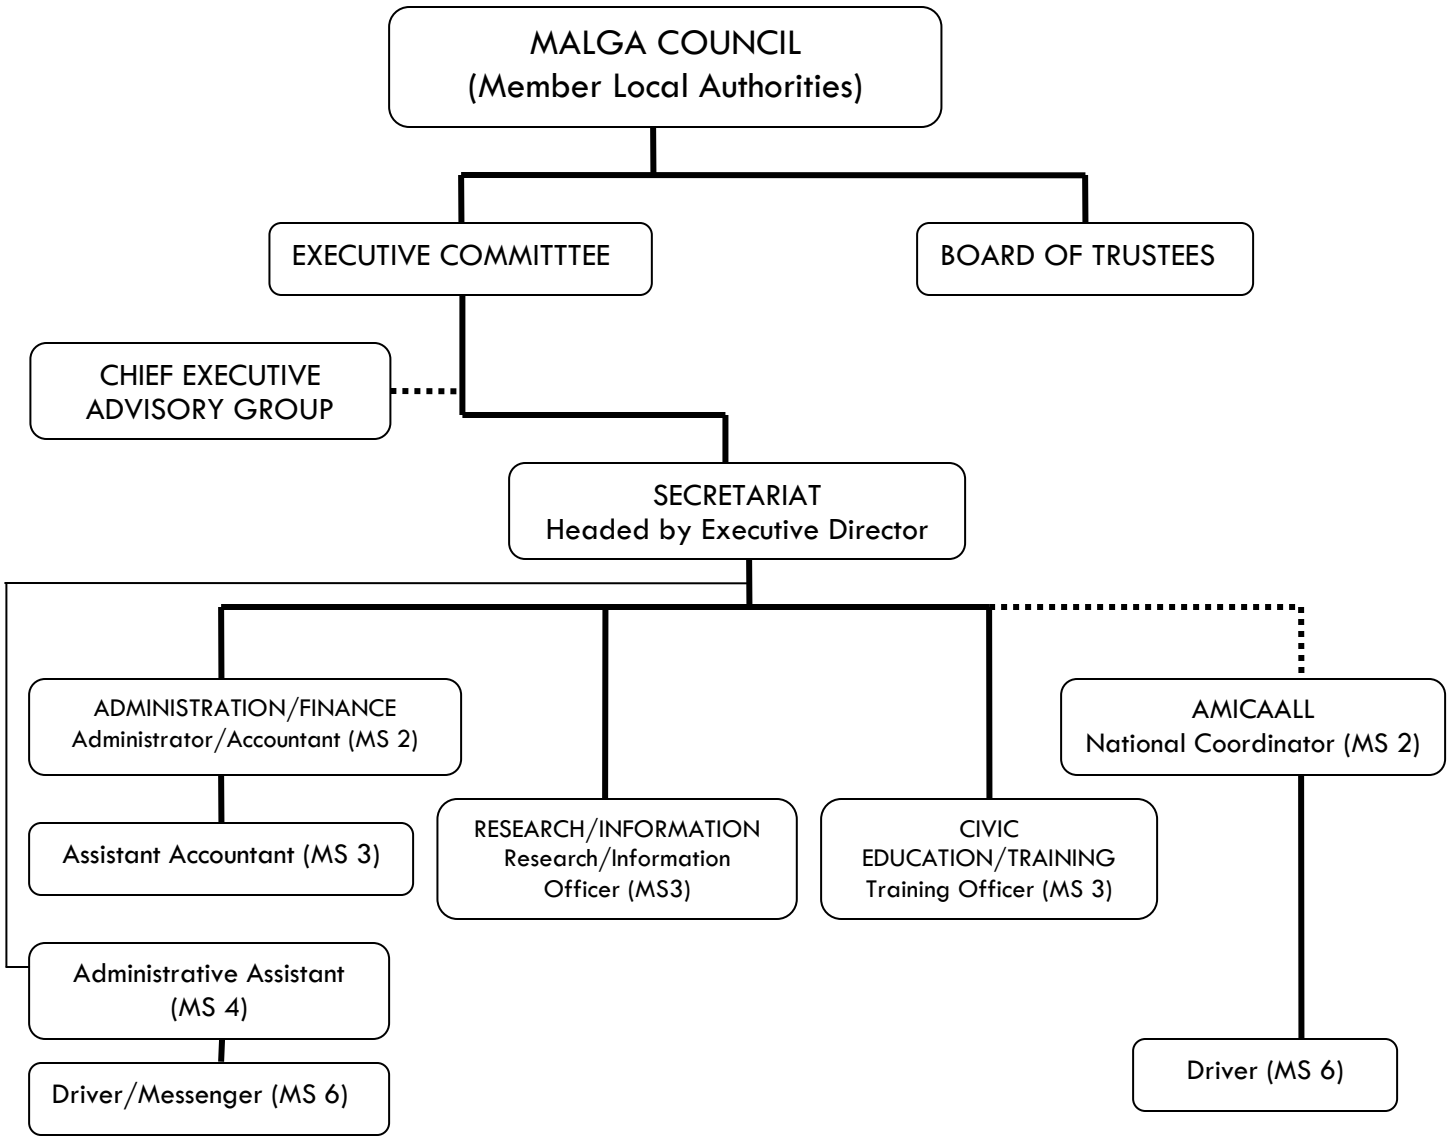 MALGA COUNCIL
(Member Local Authorities)
EXECUTIVE COMMITTTEE
BOARD OF TRUSTEES
CHIEF EXECUTIVE
ADVISORY GROUP
SECRETARIAT
Headed by Executive Director
ADMINISTRATION/FINANCE
Administrator/Accountant (MS 2)
AMICAALL
National Coordinator (MS 2)
Assistant Accountant (MS 3)
RESEARCH/INFORMATION
Research/Information
Officer (MS3)
CIVIC
EDUCATION/TRAINING
Training Officer (MS 3)
Administrative Assistant
(MS 4)
Driver/Messenger (MS 6)
Driver (MS 6)